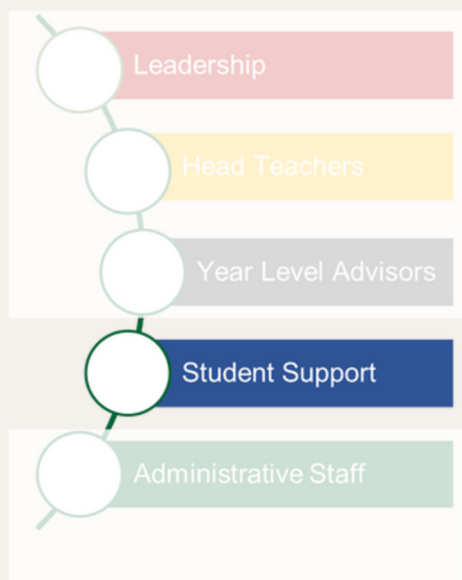 Leadership
Head Teachers
Year Level Advisors
Student Support
Administrative Staff